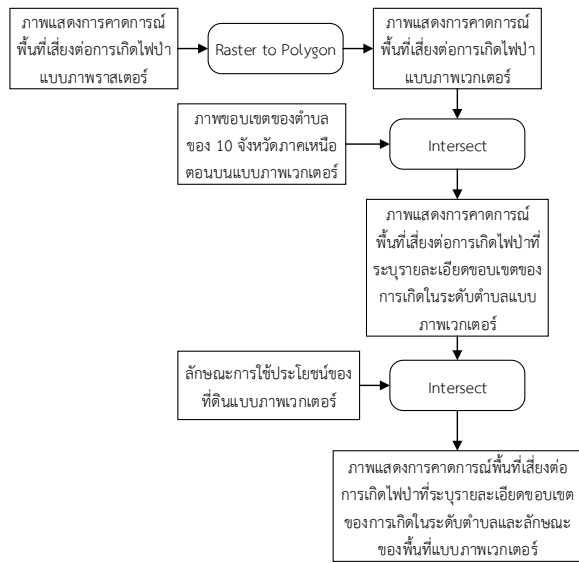 ภาพแสดงการคาดการณ์
พื้นที่เสี่ยงต่อการเกิดไฟป่า
แบบภาพราสเตอร์
Raster to Polygon
ภาพแสดงการคาดการณ์
พื้นที่เสี่ยงต่อการเกิดไฟป่า
แบบภาพเวกเตอร์
ภาพขอบเขตของตำบล
ของ 10 จังหวัดภาคเหนือ
ตอนบนแบบภาพเวกเตอร์
Intersect
ภาพแสดงการคาดการณ์
พื้นที่เสี่ยงต่อการเกิดไฟป่าที่
ระบุรายละเอียดขอบเขตของ
การเกิดในระดับตำบลแบบ
ภาพเวกเตอร์
ลักษณะการใช้ประโยชน์ของ
ที่ดินแบบภาพเวกเตอร์
Intersect
ภาพแสดงการคาดการณ์พื้นที่เสี่ยงต่อ
การเกิดไฟป่าที่ระบุรายละเอียดขอบเขต
ของการเกิดในระดับตำบลและลักษณะ
ของพื้นที่แบบภาพเวกเตอร์